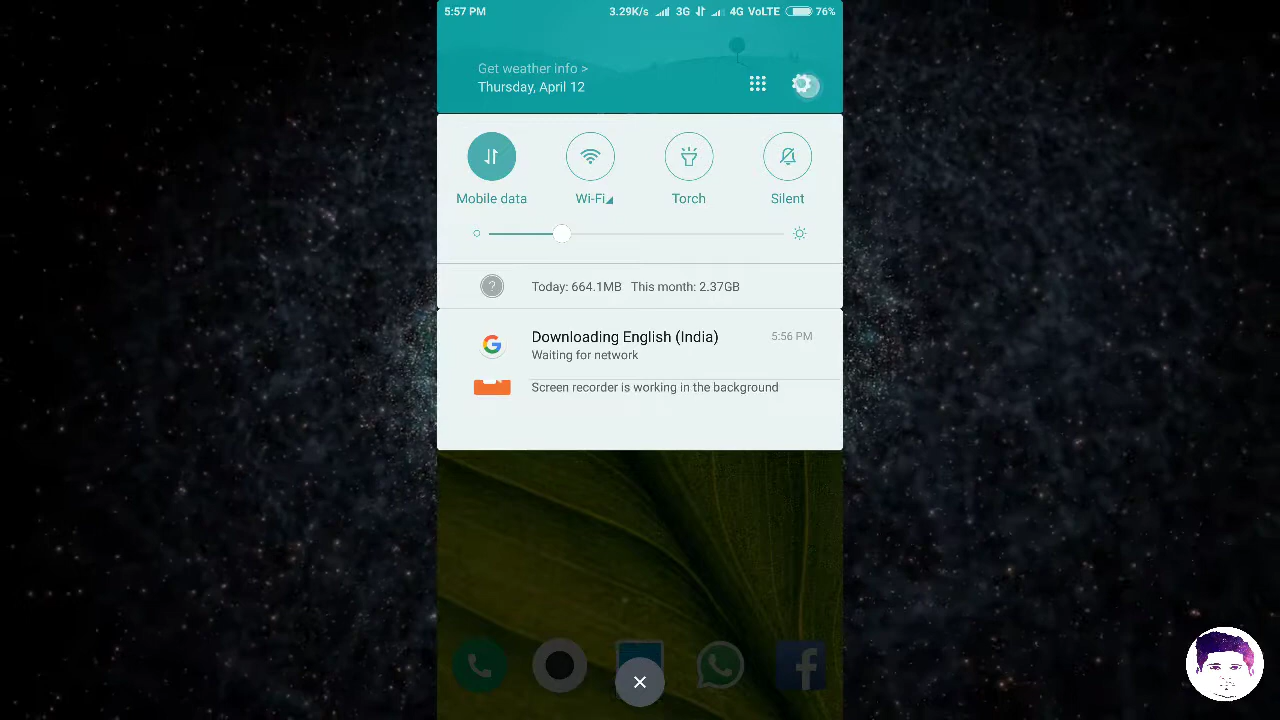 5:57 PM 3.29K/s 3G 4G VoLTE 76%
Get weather info >
Thursday, April 12
Mobile data Wi-Fi Torch Silent
? Today: 664.1MB This month: 2.37GB
Downloading English (India) 5:56 PM
Waiting for network
Screen recorder is working in the background